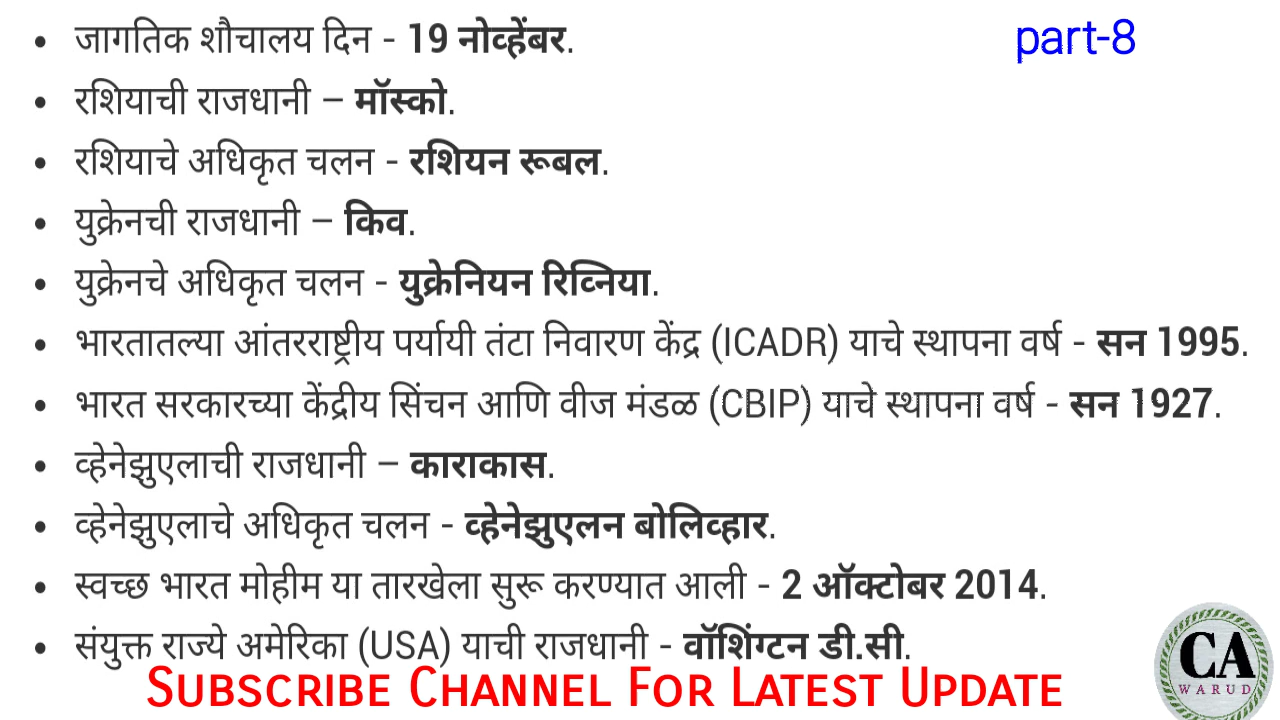 • जागतिक शौचालय दिन - 19 नोव्हेंबर.
part-8
• रशियाची राजधानी – मॉस्को.
• रशियाचे अधिकृत चलन - रशियन रूबल.
• युक्रेनची राजधानी – किव.
• युक्रेनचे अधिकृत चलन - युक्रेनियन रिव्निया.
• भारतातल्या आंतरराष्ट्रीय पर्यायी तंटा निवारण केंद्र (ICADR) याचे स्थापना वर्ष - सन 1995.
• भारत सरकारच्या केंद्रीय सिंचन आणि वीज मंडळ (CBIP) याचे स्थापना वर्ष - सन 1927.
• व्हेनेझुएलाची राजधानी – काराकास.
• व्हेनेझुएलाचे अधिकृत चलन - व्हेनेझुएलन बोलिव्हार.
• स्वच्छ भारत मोहीम या तारखेला सुरू करण्यात आली - 2 ऑक्टोबर 2014.
• संयुक्त राज्ये अमेरिका (USA) याची राजधानी - वॉशिंग्टन डी.सी.
SUBSCRIBE CHANNEL FOR LATEST UPDATE
CA
WARUD